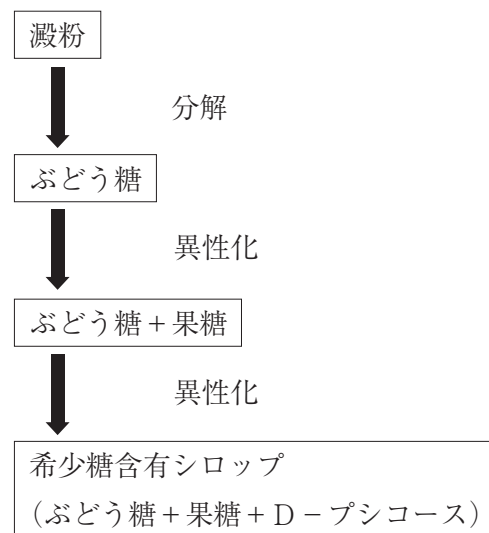 澱粉
分解
ぶどう糖
異性化
ぶどう糖+果糖
異性化
希少糖含有シロップ
(ぶどう糖+果糖+D-プシコース)